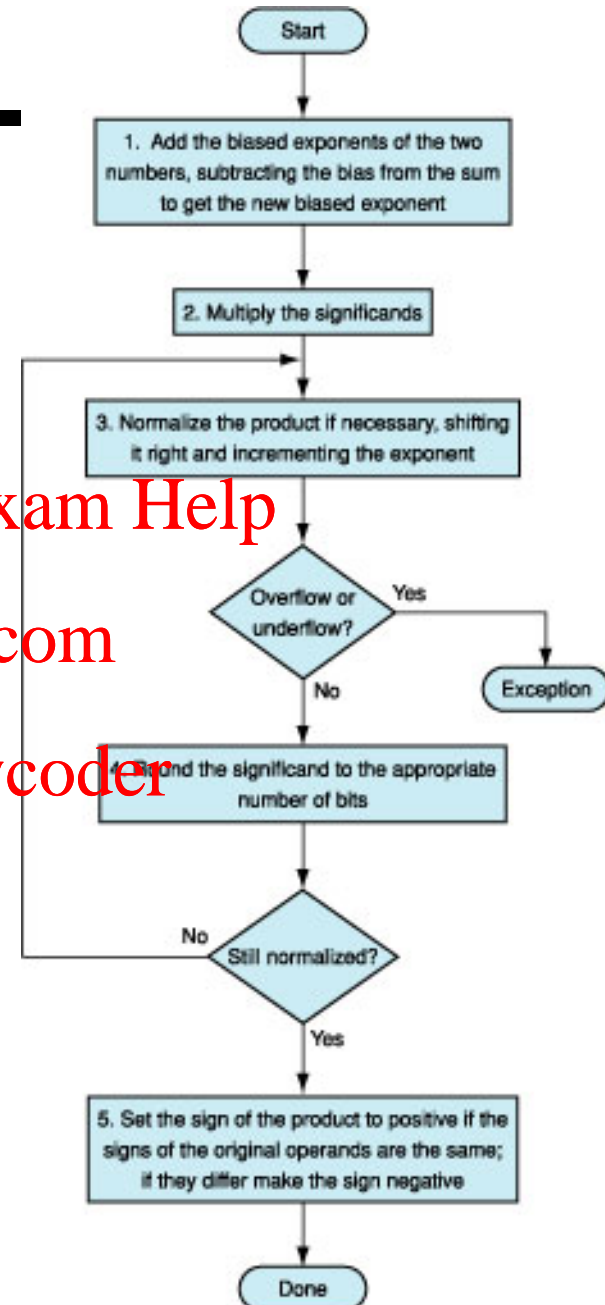 Start
1. Add the biased exponents of the two
numbers, subtracting the bias from the sum
to get the new biased exponent
2. Multiply the significands
3. Normalize the product if necessary, shifting
it right and incrementing the exponent
xam Help
Overflow or
underflow?
Yes
com
Exception
No
coder
4. Round the significand to the appropriate
number of bits
No
Still normalized?
Yes
5. Set the sign of the product to positive if the
signs of the original operands are the same;
if they differ make the sign negative
Done